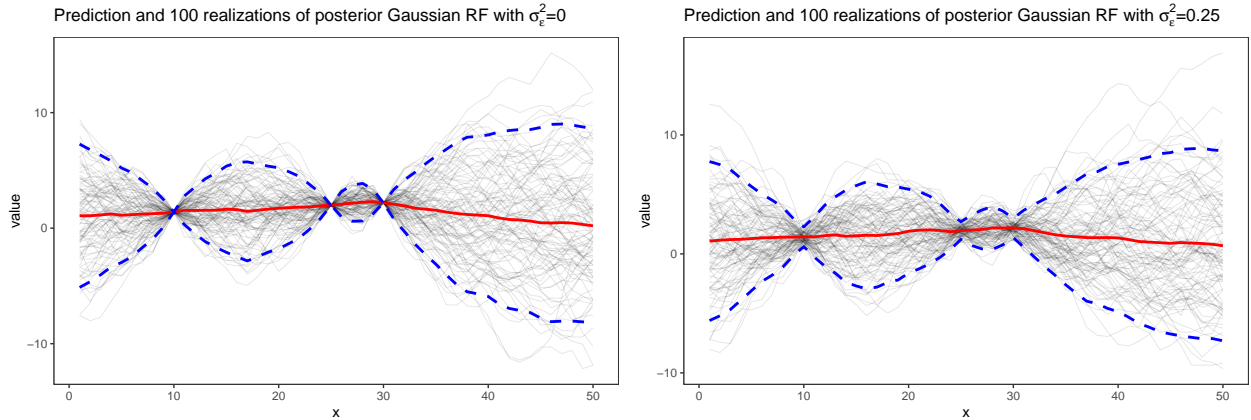 Prediction and 100 realizations of posterior Gaussian RF with σ²ε=0
10
0
−10
value
0 10 20 30 40 50
x
Prediction and 100 realizations of posterior Gaussian RF with σ²ε=0.25
10
0
−10
value
0 10 20 30 40 50
x